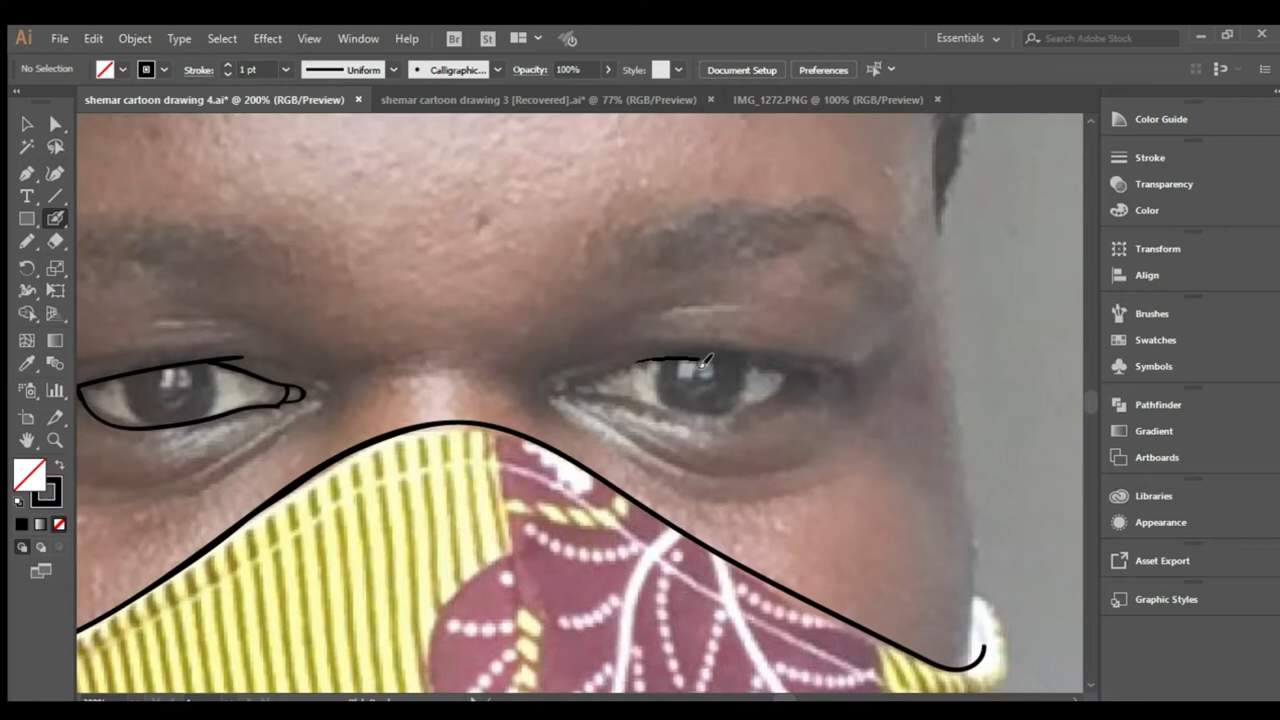 Ai File Edit Object Type Select Effect View Window Help Br St Essentials Search Adobe Stock
No Selection Stroke: 1 pt Uniform Calligraphic... Opacity: 100% Style: Document Setup Preferences
shemar cartoon drawing 4.ai* @ 200% (RGB/Preview) × shemar cartoon drawing 3 [Recovered].ai* @ 77% (RGB/Preview) × IMG_1272.PNG @ 100% (RGB/Preview) ×
Color Guide
Stroke
Transparency
Color
Transform
Align
Brushes
Swatches
Symbols
Pathfinder
Gradient
Artboards
Libraries
Appearance
Asset Export
Graphic Styles